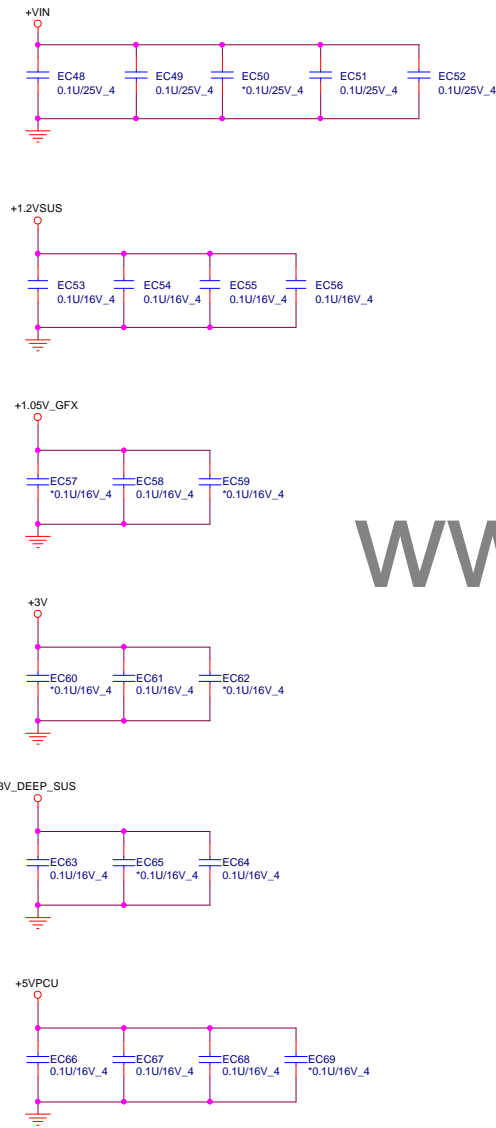 +VIN
EC48
0.1U/25V_4
EC49
0.1U/25V_4
EC50
*0.1U/25V_4
EC51
0.1U/25V_4
EC52
0.1U/25V_4
+1.2VSUS
EC53
0.1U/16V_4
EC54
0.1U/16V_4
EC55
0.1U/16V_4
EC56
0.1U/16V_4
+1.05V_GFX
EC57
*0.1U/16V_4
EC58
0.1U/16V_4
EC59
*0.1U/16V_4
+3V
EC60
*0.1U/16V_4
EC61
0.1U/16V_4
EC62
*0.1U/16V_4
3V_DEEP_SUS
EC63
0.1U/16V_4
EC65
*0.1U/16V_4
EC64
0.1U/16V_4
+5VPCU
EC66
0.1U/16V_4
EC67
0.1U/16V_4
EC68
0.1U/16V_4
EC69
*0.1U/16V_4